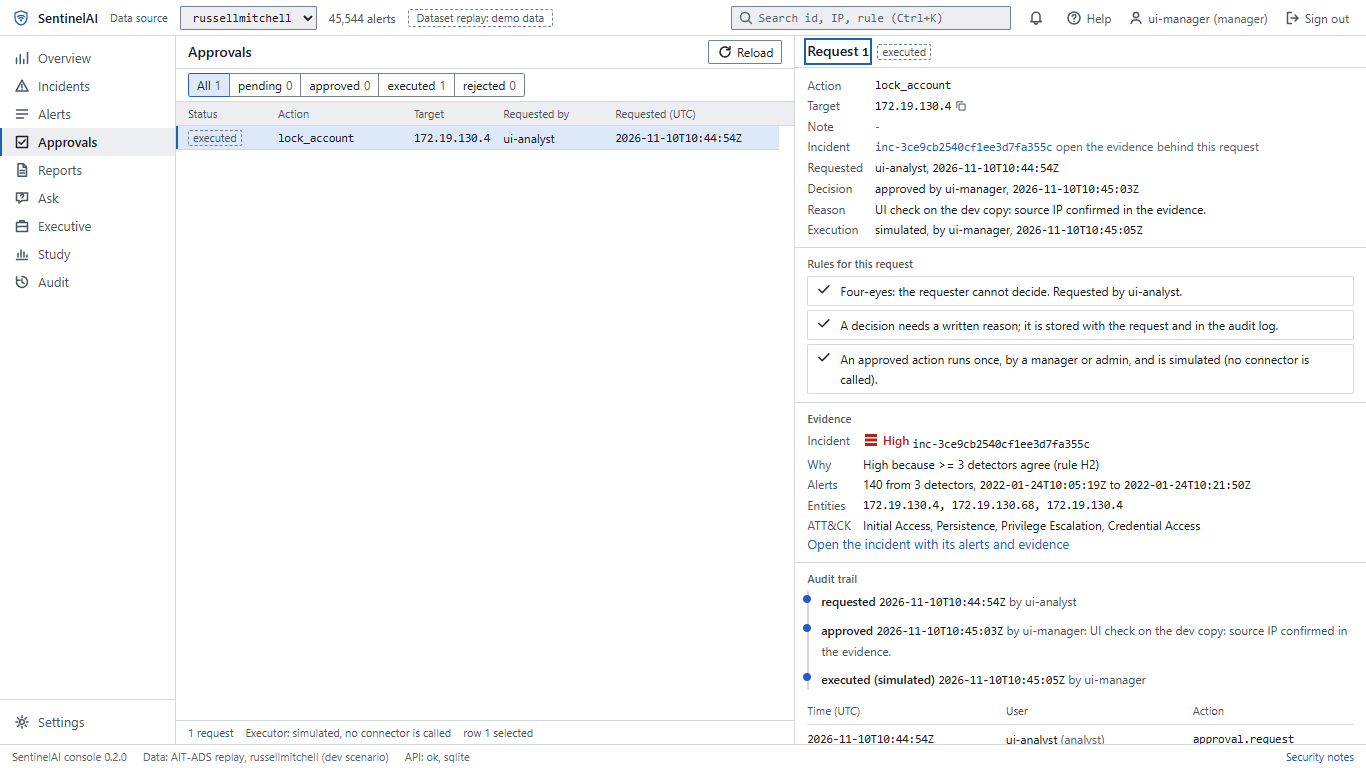 SentinelAI Data source russellmitchell 45,544 alerts Dataset replay: demo data Search id, IP, rule (Ctrl+K) Help ui-manager (manager) Sign out
Overview
Incidents
Alerts
Approvals
Reports
Ask
Executive
Study
Audit
Settings
Approvals Reload
All 1 pending 0 approved 0 executed 1 rejected 0
Status Action Target Requested by Requested (UTC)
executed lock_account 172.19.130.4 ui-analyst 2026-11-10T10:44:54Z
1 request Executor: simulated, no connector is called row 1 selected
Request 1 executed
Action lock_account
Target 172.19.130.4
Note -
Incident inc-3ce9cb2540cf1ee3d7fa355c open the evidence behind this request
Requested ui-analyst, 2026-11-10T10:44:54Z
Decision approved by ui-manager, 2026-11-10T10:45:03Z
Reason UI check on the dev copy: source IP confirmed in the evidence.
Execution simulated, by ui-manager, 2026-11-10T10:45:05Z
Rules for this request
Four-eyes: the requester cannot decide. Requested by ui-analyst.
A decision needs a written reason; it is stored with the request and in the audit log.
An approved action runs once, by a manager or admin, and is simulated (no connector is
called).
Evidence
Incident High inc-3ce9cb2540cf1ee3d7fa355c
Why High because >= 3 detectors agree (rule H2)
Alerts 140 from 3 detectors, 2022-01-24T10:05:19Z to 2022-01-24T10:21:50Z
Entities 172.19.130.4, 172.19.130.68, 172.19.130.4
ATT&CK Initial Access, Persistence, Privilege Escalation, Credential Access
Open the incident with its alerts and evidence
Audit trail
requested 2026-11-10T10:44:54Z by ui-analyst
approved 2026-11-10T10:45:03Z by ui-manager: UI check on the dev copy: source IP confirmed in
the evidence.
executed (simulated) 2026-11-10T10:45:05Z by ui-manager
Time (UTC) User Action
2026-11-10T10:44:54Z ui-analyst (analyst) approval.request
SentinelAI console 0.2.0 Data: AIT-ADS replay, russellmitchell (dev scenario) API: ok, sqlite Security notes